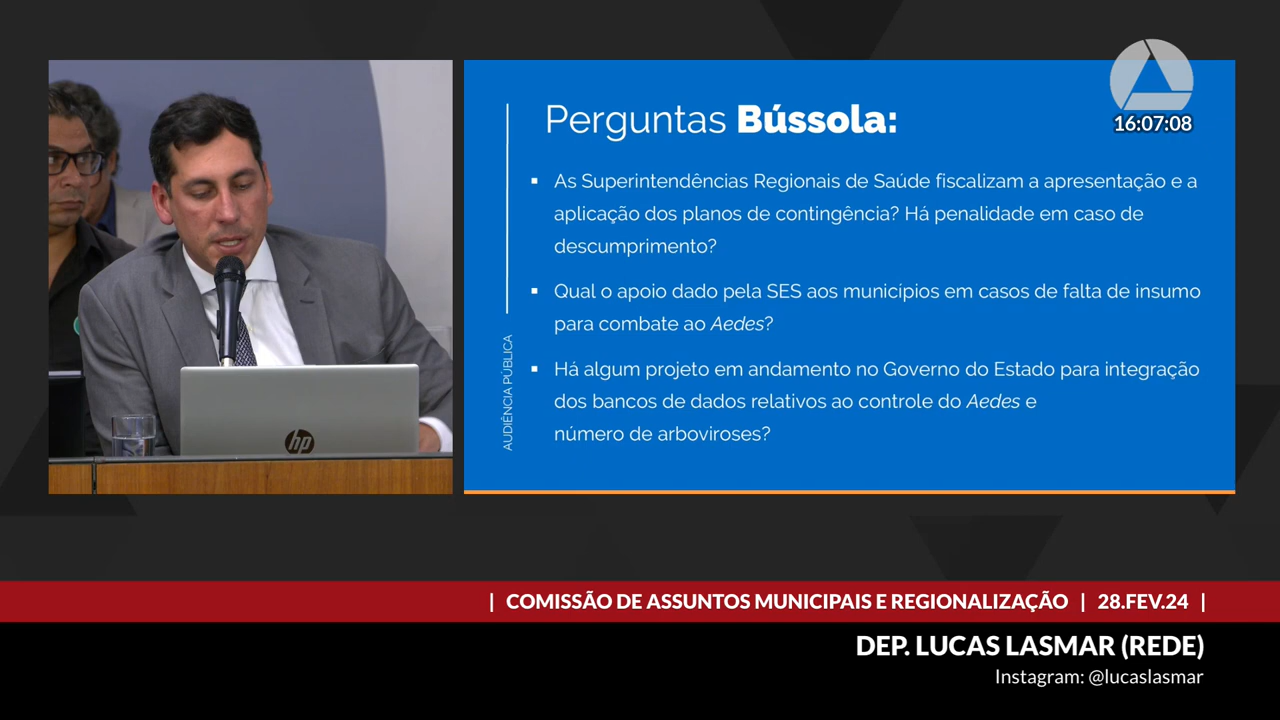 16:07:08
Perguntas Bússola:
▪ As Superintendências Regionais de Saúde fiscalizam a apresentação e a
aplicação dos planos de contingência? Há penalidade em caso de
descumprimento?
▪ Qual o apoio dado pela SES aos municípios em casos de falta de insumo
para combate ao Aedes?
▪ Há algum projeto em andamento no Governo do Estado para integração
dos bancos de dados relativos ao controle do Aedes e
número de arboviroses?
AUDIÊNCIA PÚBLICA
hp
| COMISSÃO DE ASSUNTOS MUNICIPAIS E REGIONALIZAÇÃO | 28.FEV.24 |
DEP. LUCAS LASMAR (REDE)
Instagram: @lucaslasmar